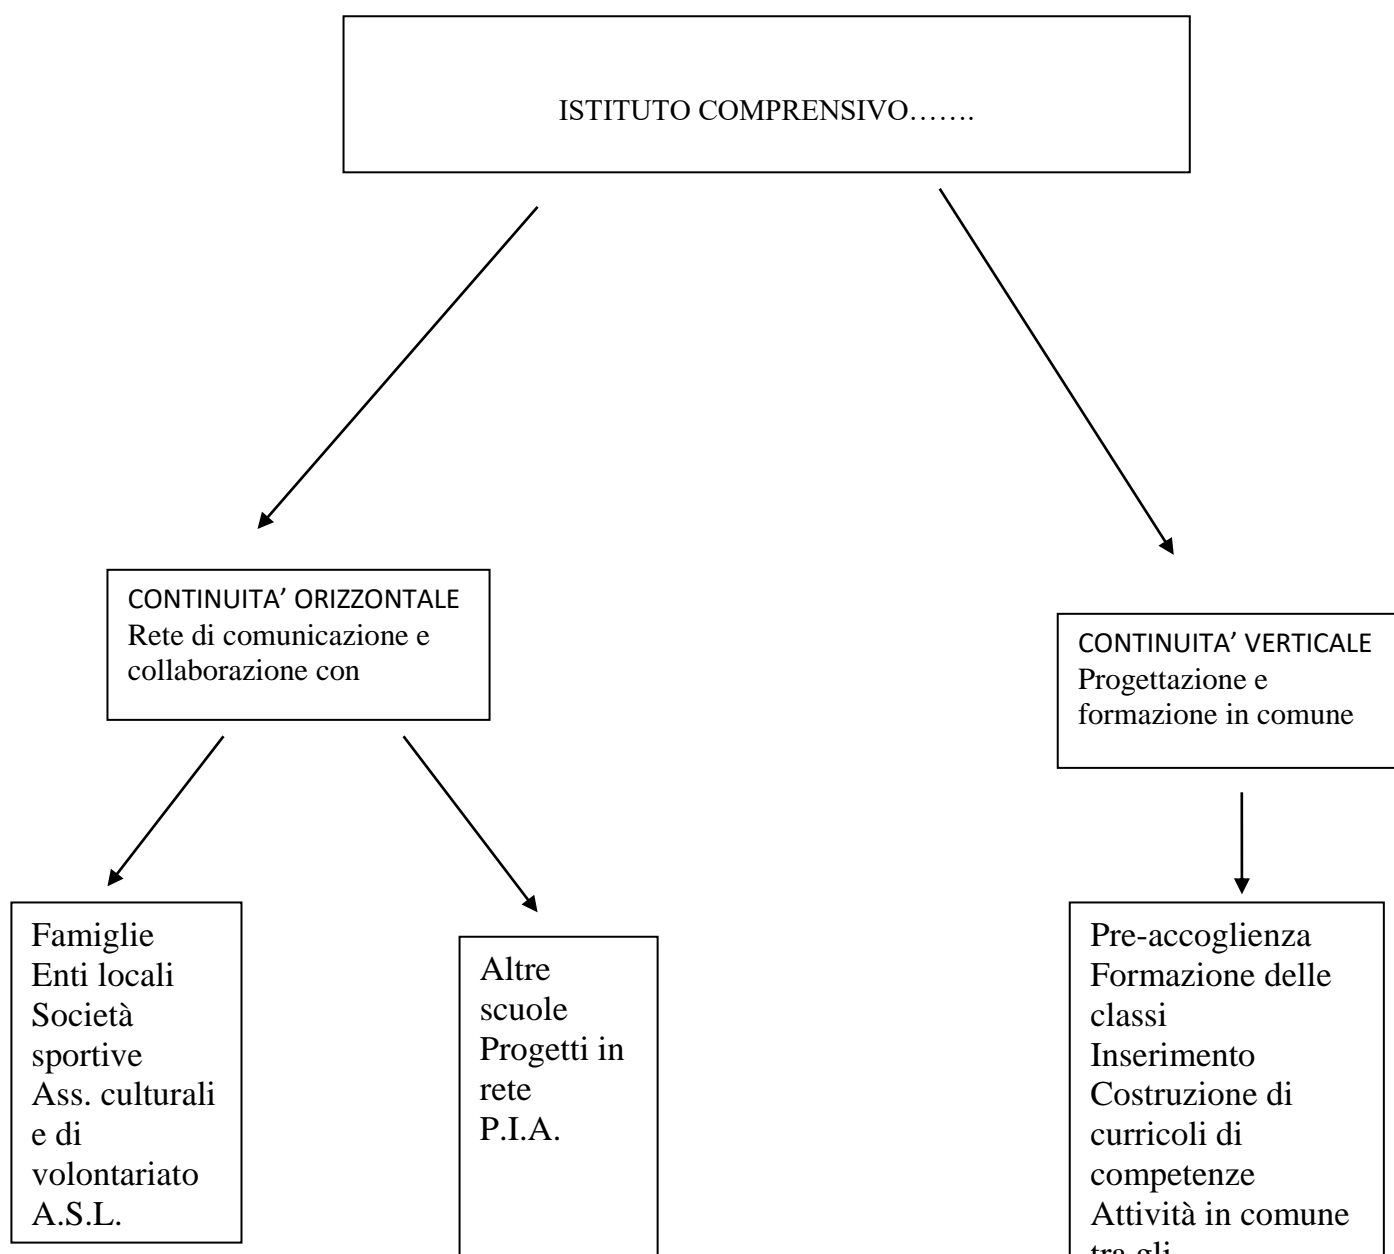 ISTITUTO COMPRENSIVO…….
CONTINUITA’ ORIZZONTALE
Rete di comunicazione e
collaborazione con
CONTINUITA’ VERTICALE
Progettazione e
formazione in comune
Famiglie
Enti locali
Società
sportive
Ass. culturali
e di
volontariato
A.S.L.
Altre
scuole
Progetti in
rete
P.I.A.
Pre-accoglienza
Formazione delle
classi
Inserimento
Costruzione di
curricoli di
competenze
Attività in comune
tra gli